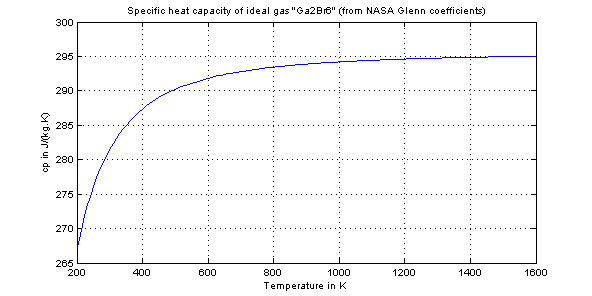 Specific heat capacity of ideal gas "Ga2Br6" (from NASA Glenn coefficients)
300
295
290
285
280
275
270
265
cp in J/(kg.K)
200 400 600 800 1000 1200 1400 1600
Temperature in K